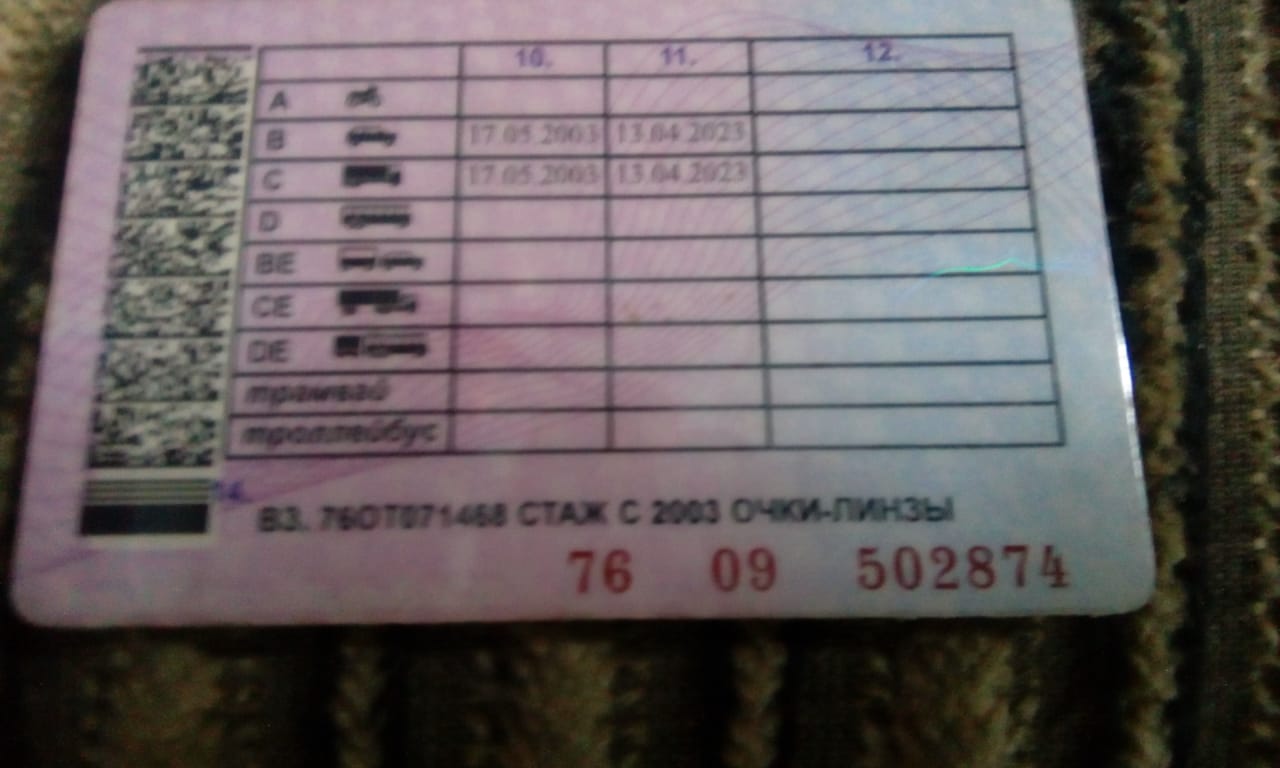 10. 11. 12.
A
B 17.05.2003 13.04.2023
C 17.05.2003 13.04.2023
D
BE
CE
DE
трамвай
троллейбус
14.
ВЗ. 76ОТ071468 СТАЖ С 2003 ОЧКИ-ЛИНЗЫ
76 09 502874